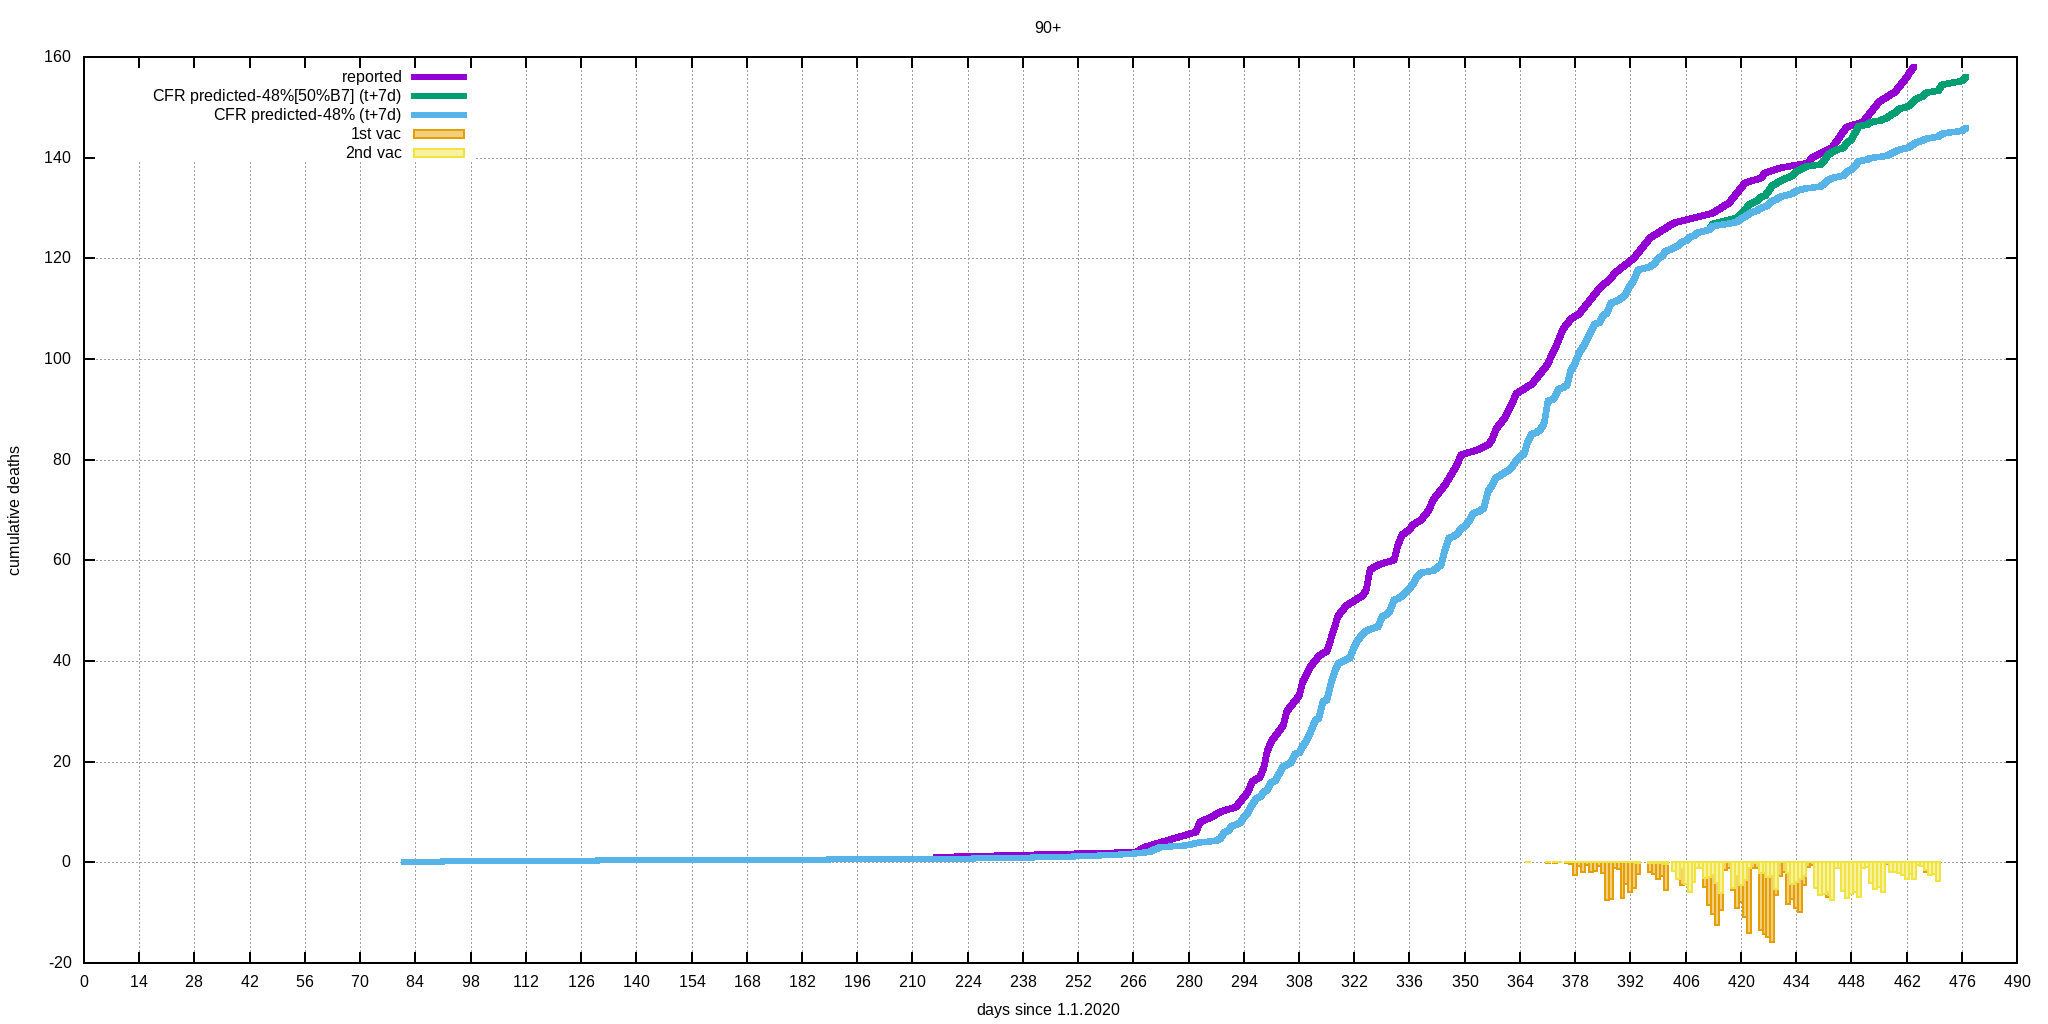 90+
160
140
120
100
80
60
40
20
0
-20
reported
CFR predicted-48%[50%B7] (t+7d)
CFR predicted-48% (t+7d)
1st vac
2nd vac
cumulative deaths
0 14 28 42 56 70 84 98 112 126 140 154 168 182 196 210 224 238 252 266 280 294 308 322 336 350 364 378 392 406 420 434 448 462 476 490
days since 1.1.2020